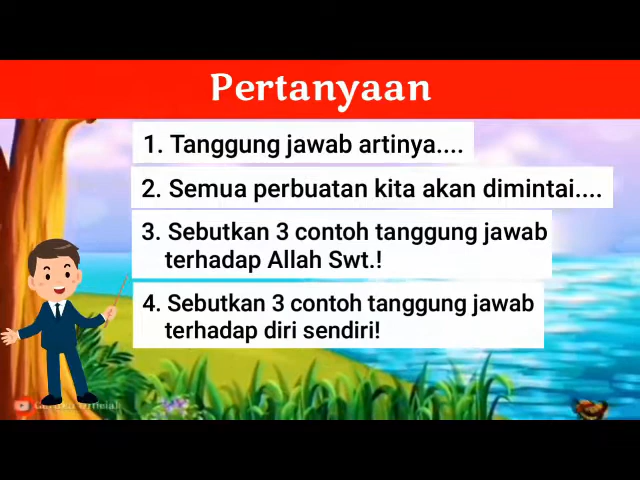 Pertanyaan
1. Tanggung jawab artinya....
2. Semua perbuatan kita akan dimintai....
3. Sebutkan 3 contoh tanggung jawab
terhadap Allah Swt.!
4. Sebutkan 3 contoh tanggung jawab
terhadap diri sendiri!